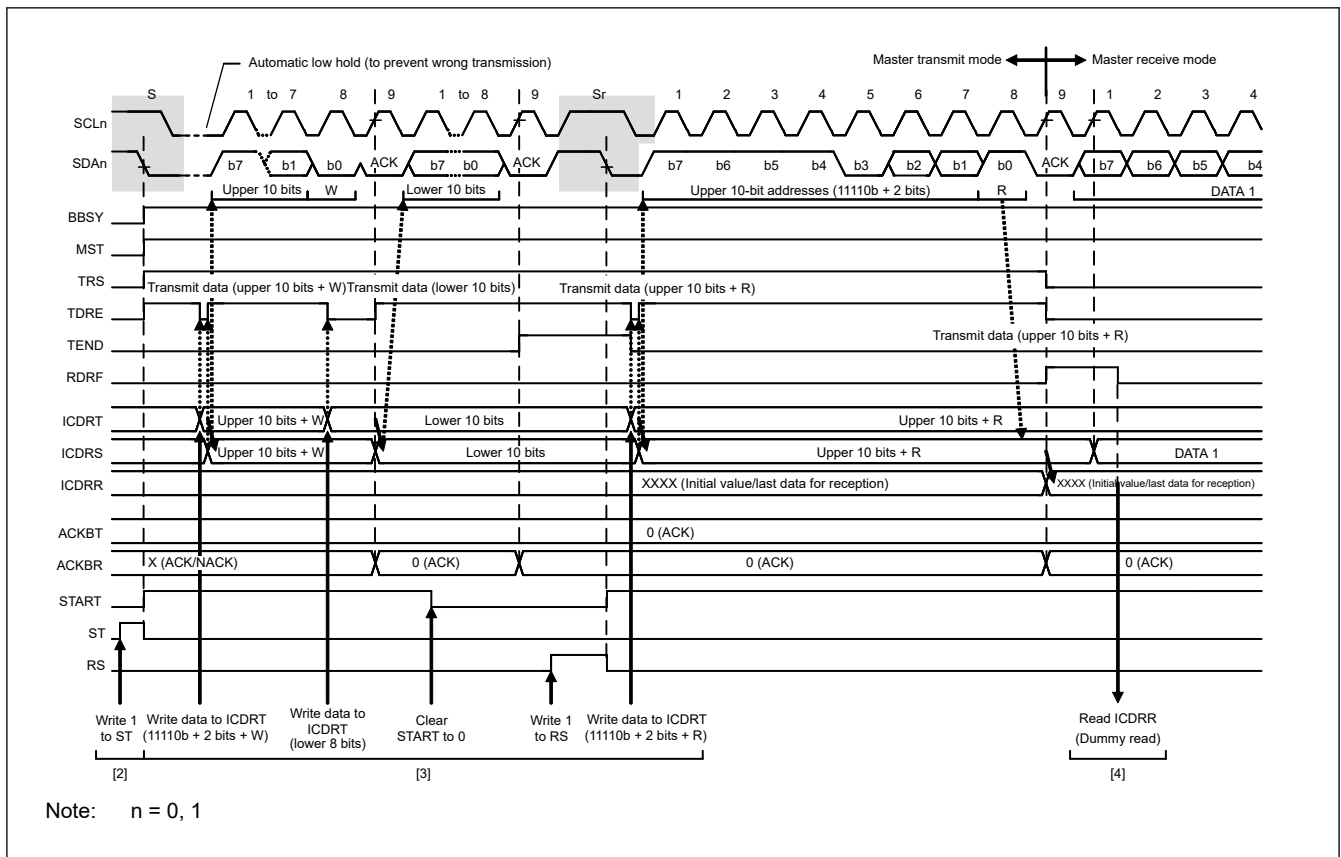 Automatic low hold (to prevent wrong transmission)
Master transmit mode Master receive mode
S 1 to 7 8 9 1 to 8 9 Sr 1 2 3 4 5 6 7 8 9 1 2 3 4
SCLn
SDAn b7 b1 b0 ACK b7 b0 ACK b7 b6 b5 b4 b3 b2 b1 b0 ACK b7 b6 b5 b4
Upper 10 bits W Lower 10 bits Upper 10-bit addresses (11110b + 2 bits) R DATA 1
BBSY
MST
TRS
Transmit data (upper 10 bits + W) Transmit data (lower 10 bits) Transmit data (upper 10 bits + R)
TDRE
Transmit data (upper 10 bits + R)
TEND
RDRF
ICDRT Upper 10 bits + W Lower 10 bits Upper 10 bits + R
ICDRS Upper 10 bits + W Lower 10 bits Upper 10 bits + R DATA 1
ICDRR XXXX (Initial value/last data for reception) XXXX (Initial value/last data for reception)
ACKBT 0 (ACK)
ACKBR X (ACK/NACK) 0 (ACK) 0 (ACK) 0 (ACK)
START
ST
RS
Write 1 to ST
Write data to ICDRT (11110b + 2 bits + W)
Write data to ICDRT (lower 8 bits)
Clear START to 0
Write 1 to RS
Write data to ICDRT (11110b + 2 bits + R)
Read ICDRR (Dummy read)
[2] [3] [4]
Note: n = 0, 1